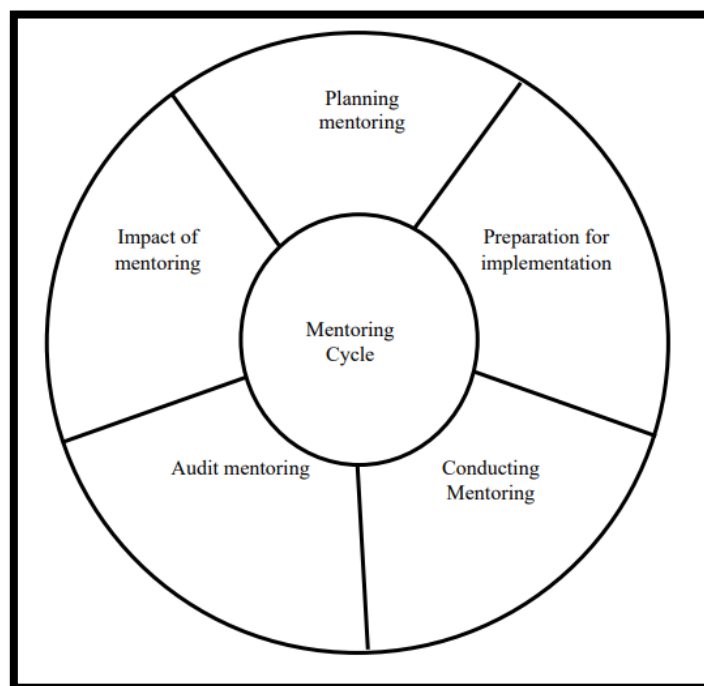 Planning
mentoring
Preparation for
implementation
Conducting
Mentoring
Audit mentoring
Impact of
mentoring
Mentoring
Cycle